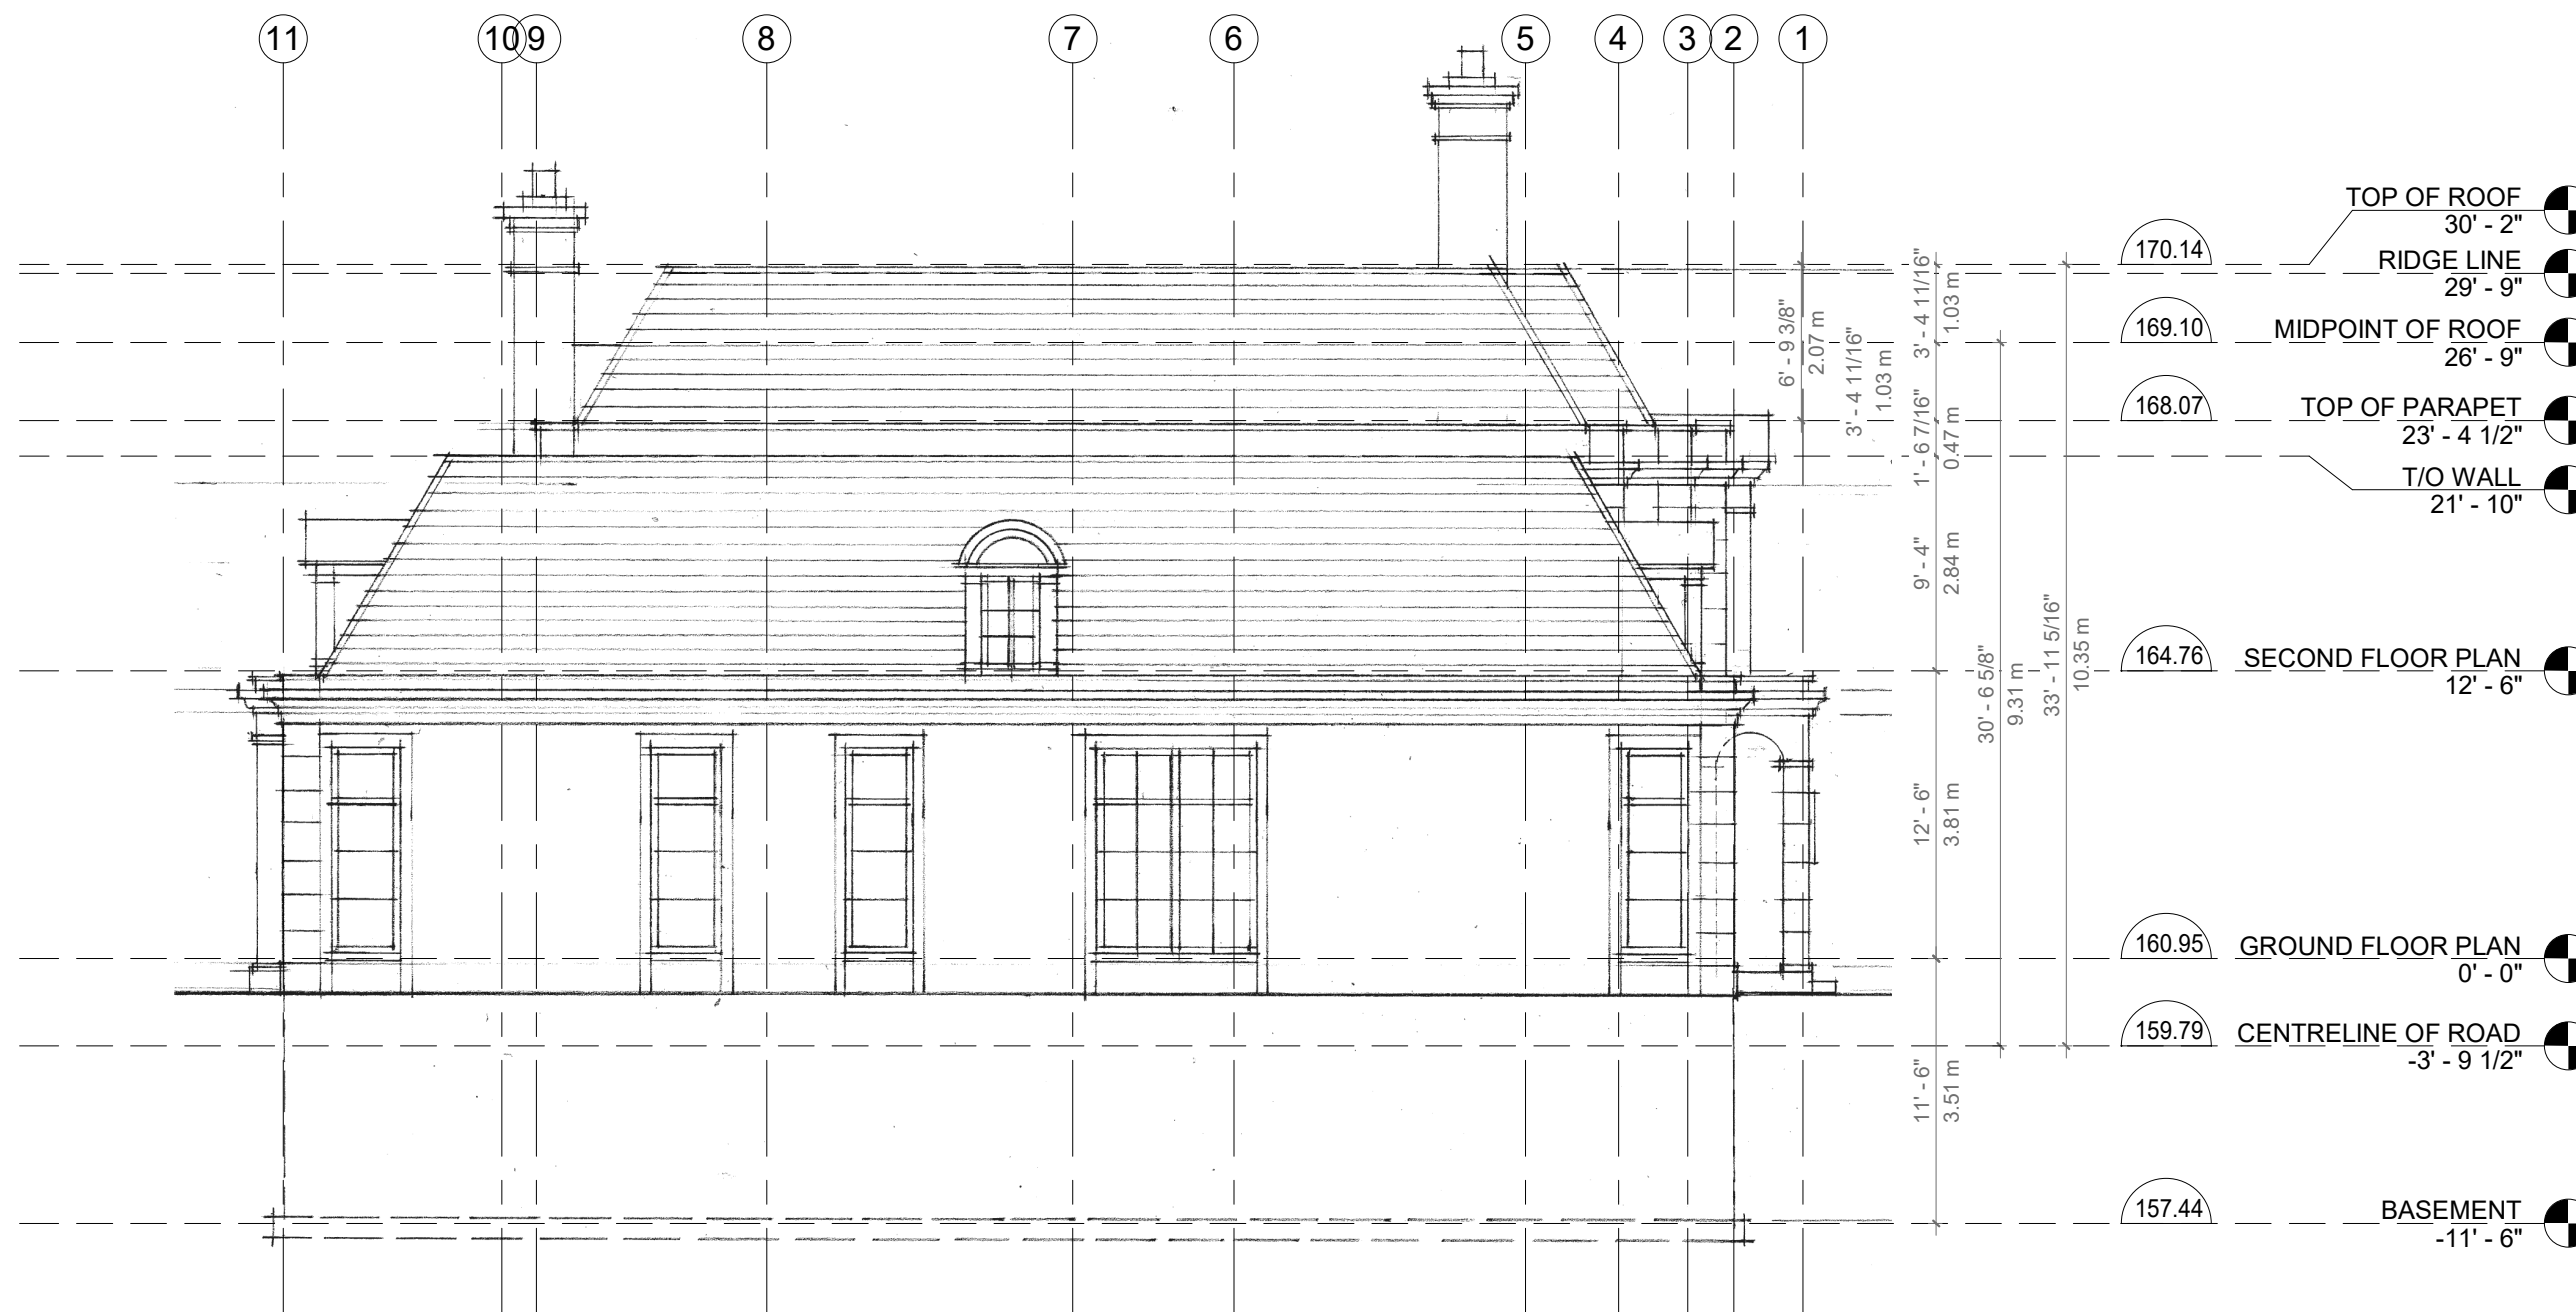 11
10
9
8
7
6
5
4
3
2
1
TOP OF ROOF
30' - 2"
170.14
RIDGE LINE
29' - 9"
169.10
MIDPOINT OF ROOF
26' - 9"
168.07
TOP OF PARAPET
23' - 4 1/2"
T/O WALL
21' - 10"
164.76
SECOND FLOOR PLAN
12' - 6"
160.95
GROUND FLOOR PLAN
0' - 0"
159.79
CENTRELINE OF ROAD
-3' - 9 1/2"
157.44
BASEMENT
-11' - 6"
6' - 9 3/8"
2.07 m
3' - 4 11/16"
1.03 m
3' - 4 11/16"
1.03 m
1' - 6 7/16"
0.47 m
9' - 4"
2.84 m
12' - 6"
3.81 m
11' - 6"
3.51 m
30' - 6 5/8"
9.31 m
33' - 11 5/16"
10.35 m